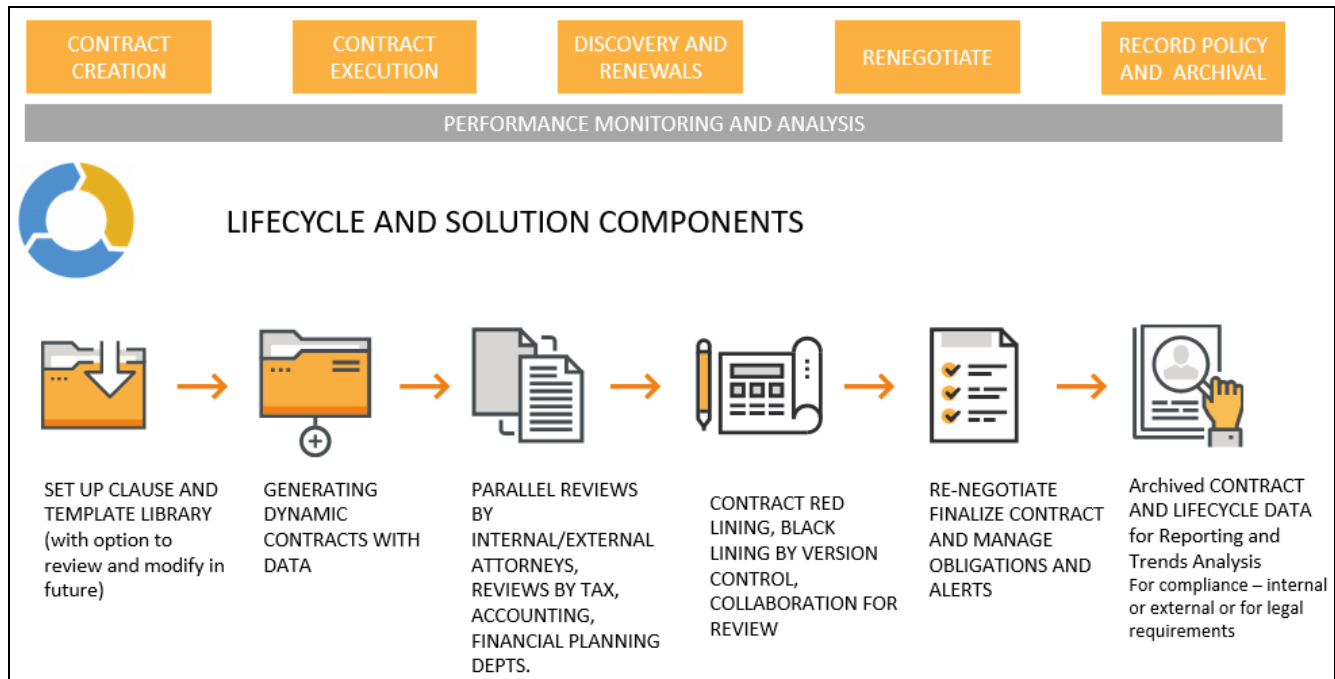 CONTRACT
CREATION
CONTRACT
EXECUTION
DISCOVERY AND
RENEWALS
RENEGOTIATE
RECORD POLICY
AND ARCHIVAL
PERFORMANCE MONITORING AND ANALYSIS
LIFECYCLE AND SOLUTION COMPONENTS
SET UP CLAUSE AND
TEMPLATE LIBRARY
(with option to
review and modify in
future)
GENERATING
DYNAMIC
CONTRACTS WITH
DATA
PARALLEL REVIEWS
BY
INTERNAL/EXTERNAL
ATTORNEYS,
REVIEWS BY TAX,
ACCOUNTING,
FINANCIAL PLANNING
DEPTS.
CONTRACT RED
LINING, BLACK
LINING BY VERSION
CONTROL,
COLLABORATION FOR
REVIEW
RE-NEGOTIATE
FINALIZE CONTRACT
AND MANAGE
OBLIGATIONS AND
ALERTS
Archived CONTRACT
AND LIFECYCLE DATA
for Reporting and
Trends Analysis
For compliance – internal
or external or for legal
requirements